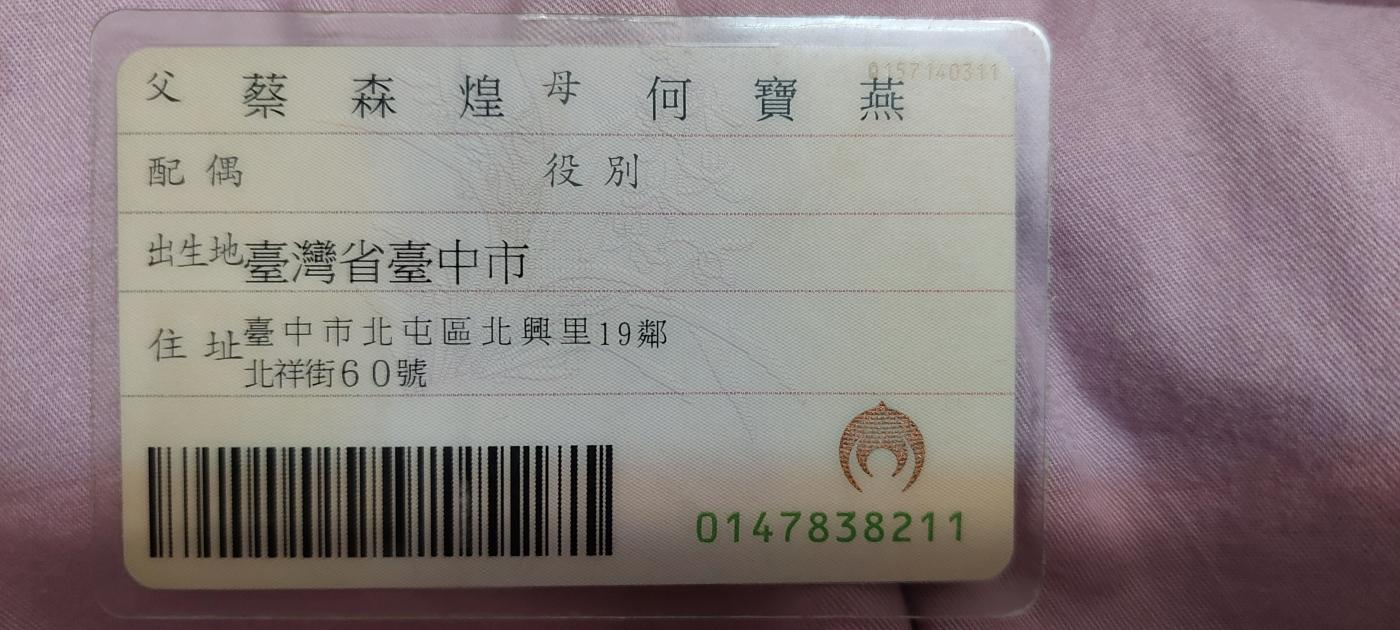 0157140311
父 蔡森煌 母 何寶燕
配偶 役別
出生地 臺灣省臺中市
住址 臺中市北屯區北興里19鄰
北祥街60號
0147838211